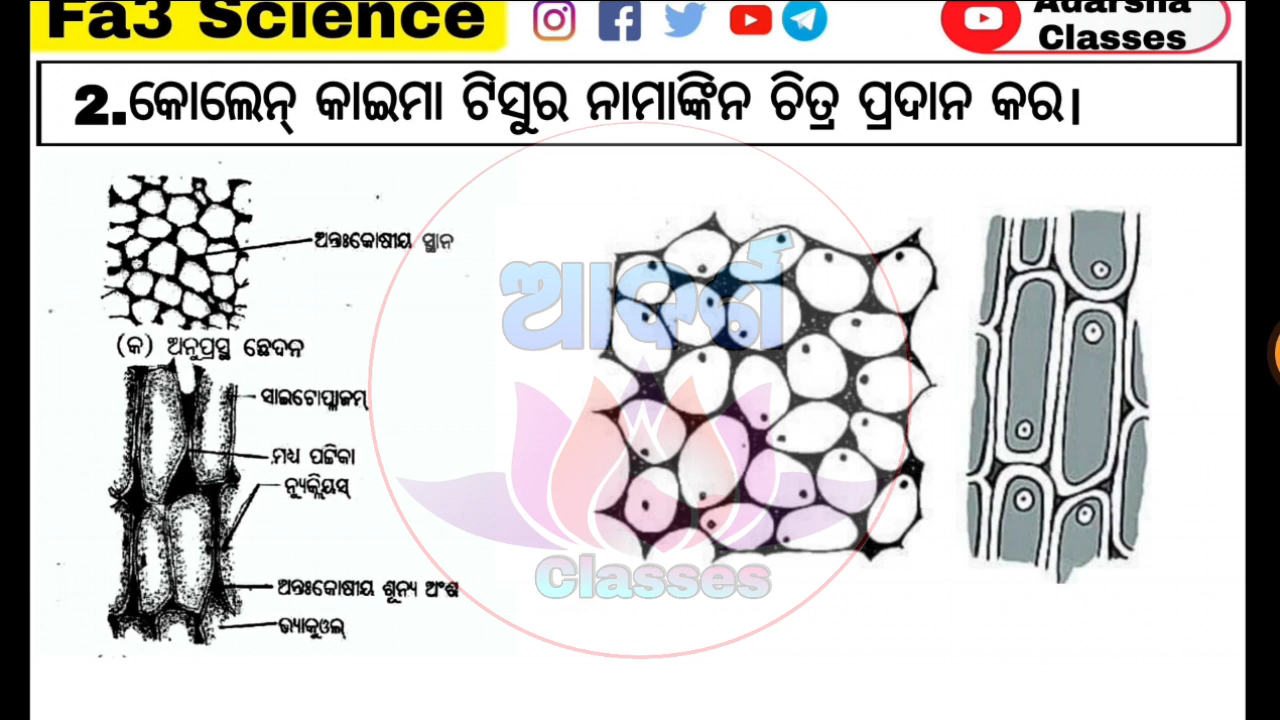 Fa3 Science
Adarsha
Classes
2.କୋଲେନ୍ କାଇମା ଟିସୁର ନାମାଙ୍କିନ ଚିତ୍ର ପ୍ରଦାନ କର।
ଅନ୍ତଃକୋଷୀୟ ସ୍ଥାନ
(କ) ଅନୁପ୍ରସ୍ଥ ଛେଦନ
ସାଇଟୋପ୍ଲାଜମ୍
ମଧ୍ୟ ପଟ୍ଟିକା
ନ୍ୟୁକ୍ଲିୟସ୍
ଅନ୍ତଃକୋଷୀୟ ଶୂନ୍ୟ ଅଂଶ
ଭ୍ୟାକୁଓଲ୍
ଆଦର୍ଶ
Classes